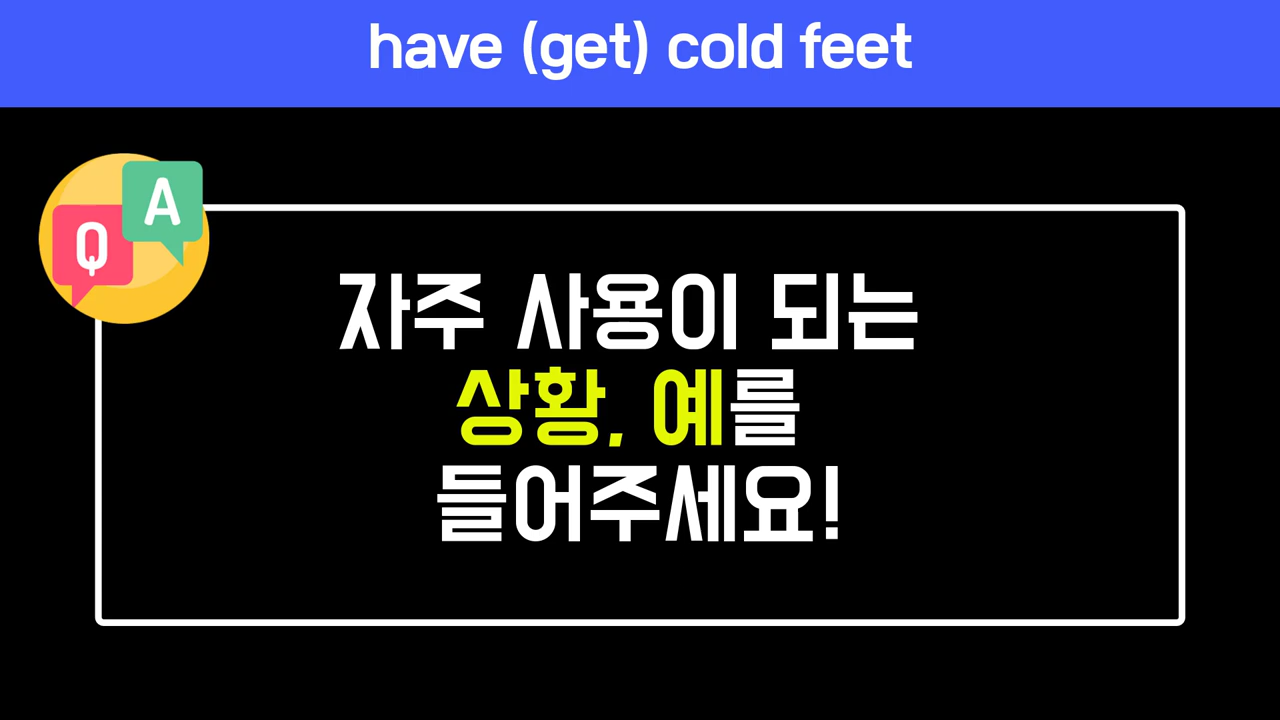 have (get) cold feet
Q
A
자주 사용이 되는
상황, 예를
들어주세요!